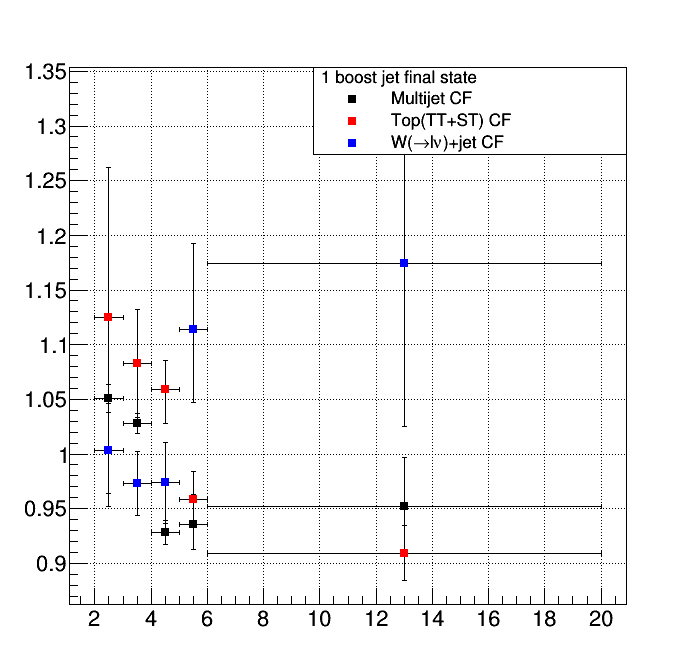 1.35
1 boost jet final state
Multijet CF
1.3
Top(TT+ST) CF
W(→lν)+jet CF
1.25
1.2
1.15
1.1
1.05
1
0.95
0.9
2 4 6 8 10 12 14 16 18 20